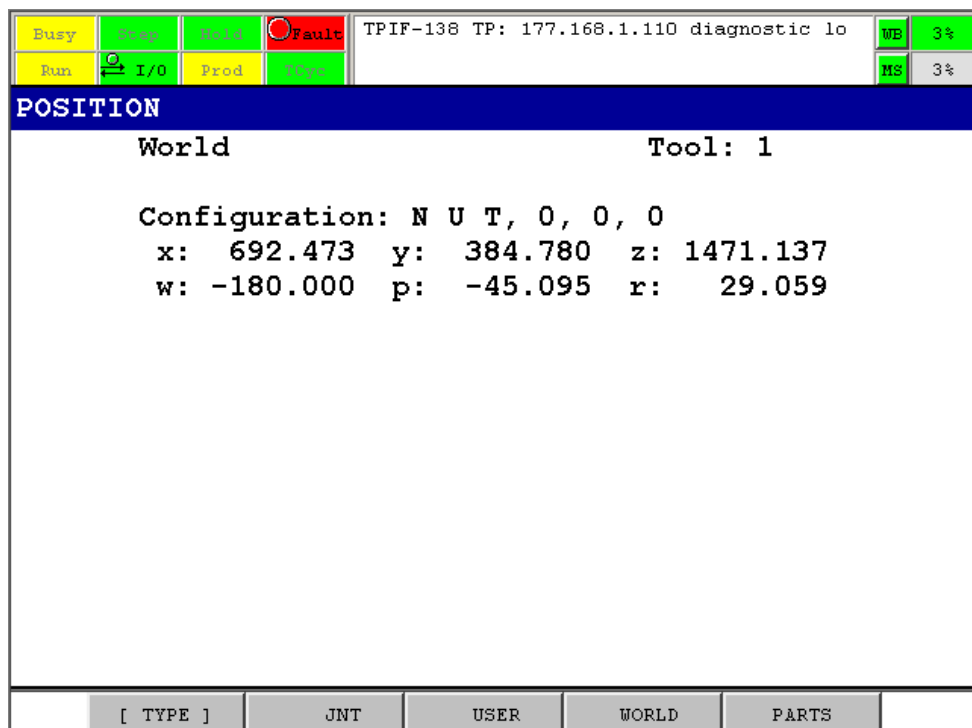 Busy Step Hold Fault TPIF-138 TP: 177.168.1.110 diagnostic lo WB 3%
Run I/O Prod TCyc MS 3%
POSITION
World Tool: 1
Configuration: N U T, 0, 0, 0
x: 692.473 y: 384.780 z: 1471.137
w: -180.000 p: -45.095 r: 29.059
[ TYPE ] JNT USER WORLD PARTS